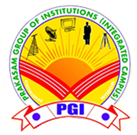 PRAKASAM GROUP OF INSTITUTIONS (INTEGRATED CAMPUS)
PGI